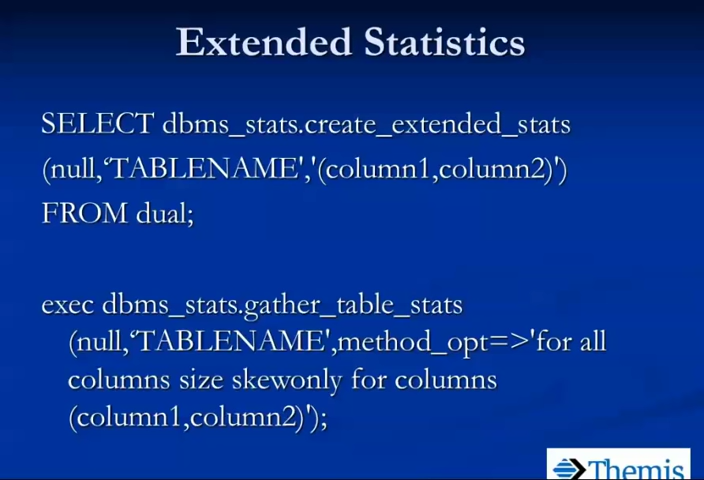 Extended Statistics
SELECT dbms_stats.create_extended_stats
(null,‘TABLENAME','(column1,column2)')
FROM dual;
exec dbms_stats.gather_table_stats
(null,‘TABLENAME',method_opt=>'for all
columns size skewonly for columns
(column1,column2)');
Themis